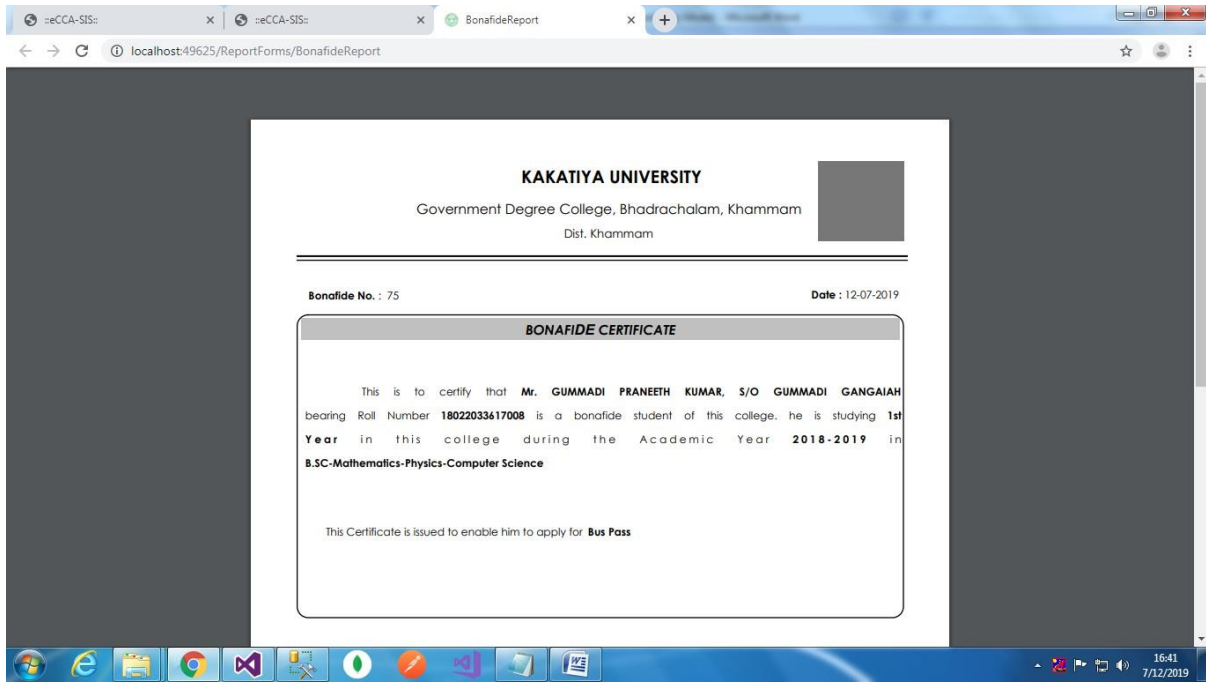 ::eCCA-SIS:: ::eCCA-SIS:: BonafideReport
localhost:49625/ReportForms/BonafideReport
KAKATIYA UNIVERSITY
Government Degree College, Bhadrachalam, Khammam
Dist. Khammam
Bonafide No. : 75 Date : 12-07-2019
BONAFIDE CERTIFICATE
This is to certify that Mr. GUMMADI PRANEETH KUMAR, S/O GUMMADI GANGAIAH
bearing Roll Number 18022033617008 is a bonafide student of this college. he is studying 1st
Year in this college during the Academic Year 2018-2019 in
B.SC-Mathematics-Physics-Computer Science
This Certificate is issued to enable him to apply for Bus Pass
16:41
7/12/2019